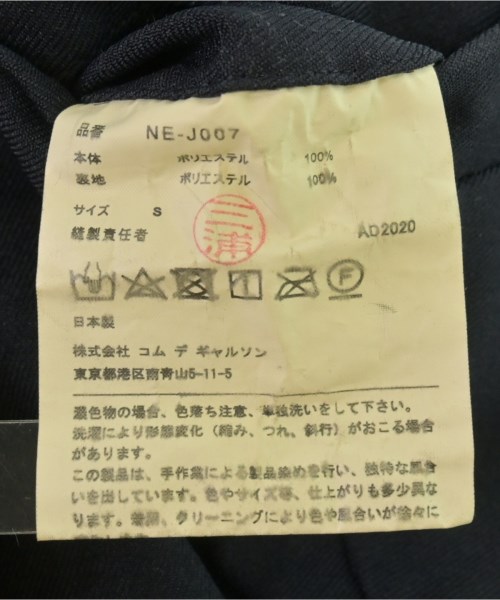 品番 NE-J007
本体 ポリエステル 100%
裏地 ポリエステル 100%
サイズ S
三浦
縫製責任者 AD2020
F
日本製
株式会社 コム デ ギャルソン
東京都港区南青山5-11-5
濃色物の場合、色落ち注意、単独洗いをして下さい。
洗濯により形態変化（縮み、つれ、斜行）がおこる場合
があります。
この製品は、手作業による製品染めを行い、独特な風合
いを出しています。色やサイズ等、仕上がりも多少異な
ります。着用、クリーニングにより色や風合いが徐々に